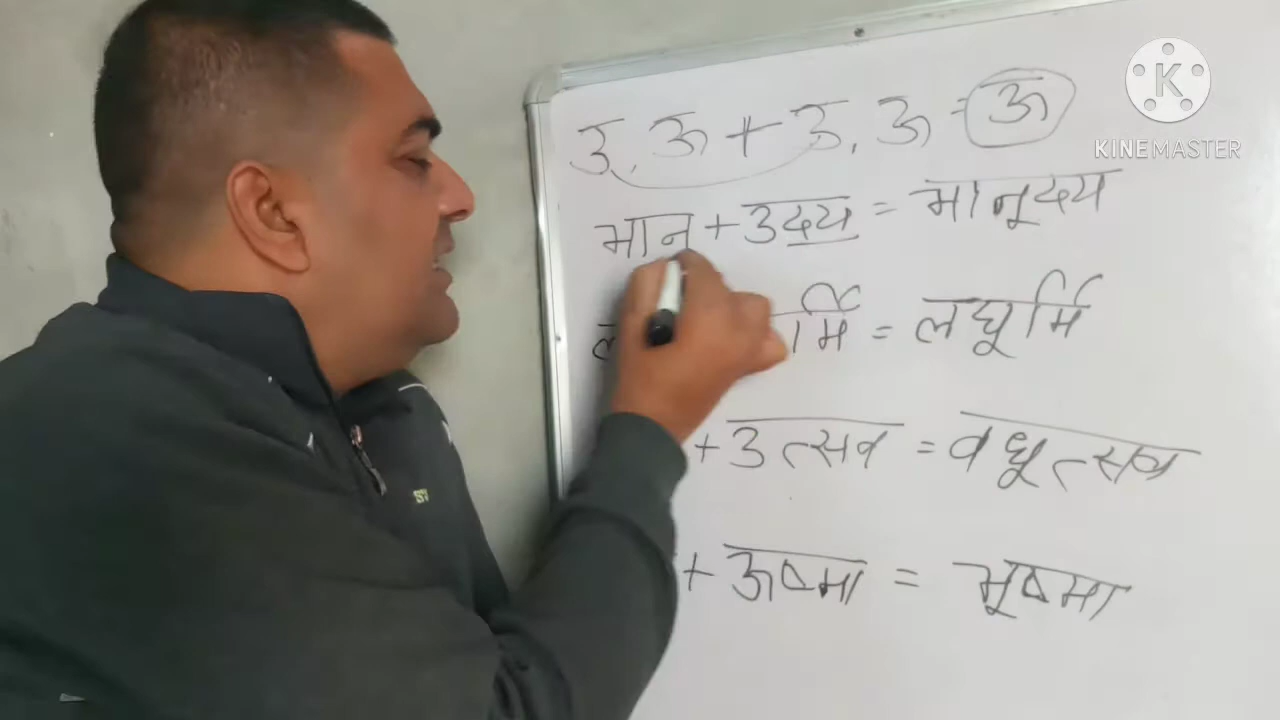 उ, ऊ + उ, ऊ = ऊ
KINEMASTER
भान + उदय = भानूदय
र्मि = लघूर्मि
+ उत्सव = वधूत्सव
+ ऊष्मा = भूष्मा